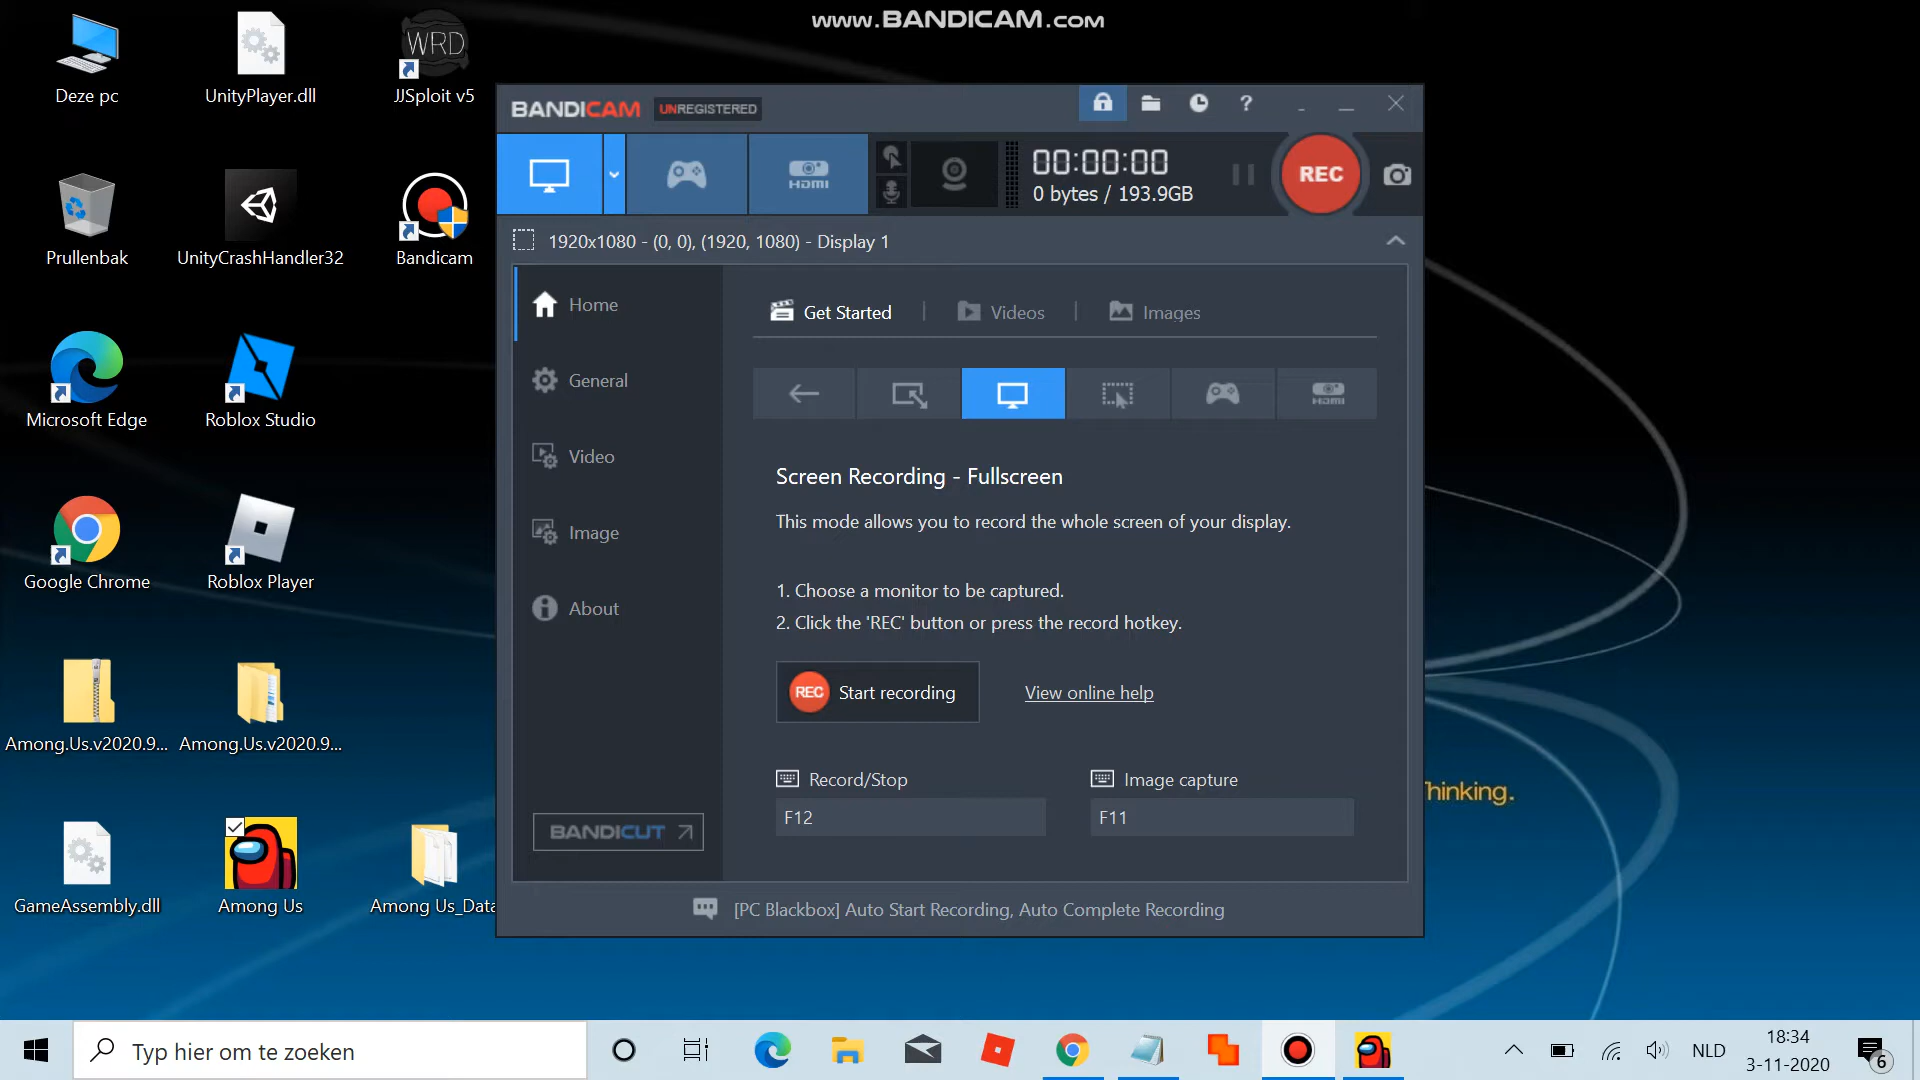 www.BANDICAM.com
Deze pc
UnityPlayer.dll
WRD
JJSploit v5
Prullenbak
UnityCrashHandler32
Bandicam
Microsoft Edge
Roblox Studio
Google Chrome
Roblox Player
Among.Us.v2020.9...
Among.Us.v2020.9...
GameAssembly.dll
Among Us
Among Us_Data
BANDICAM UNREGISTERED
?
HDMI
00:00:00
0 bytes / 193.9GB
REC
1920x1080 - (0, 0), (1920, 1080) - Display 1
Home
General
Video
Image
About
BANDICUT
Get Started
Videos
Images
HDMI
Screen Recording - Fullscreen
This mode allows you to record the whole screen of your display.
1. Choose a monitor to be captured.
2. Click the 'REC' button or press the record hotkey.
REC Start recording
View online help
Record/Stop
F12
Image capture
F11
[PC Blackbox] Auto Start Recording, Auto Complete Recording
hinking.
Typ hier om te zoeken
NLD
18:34
3-11-2020
6